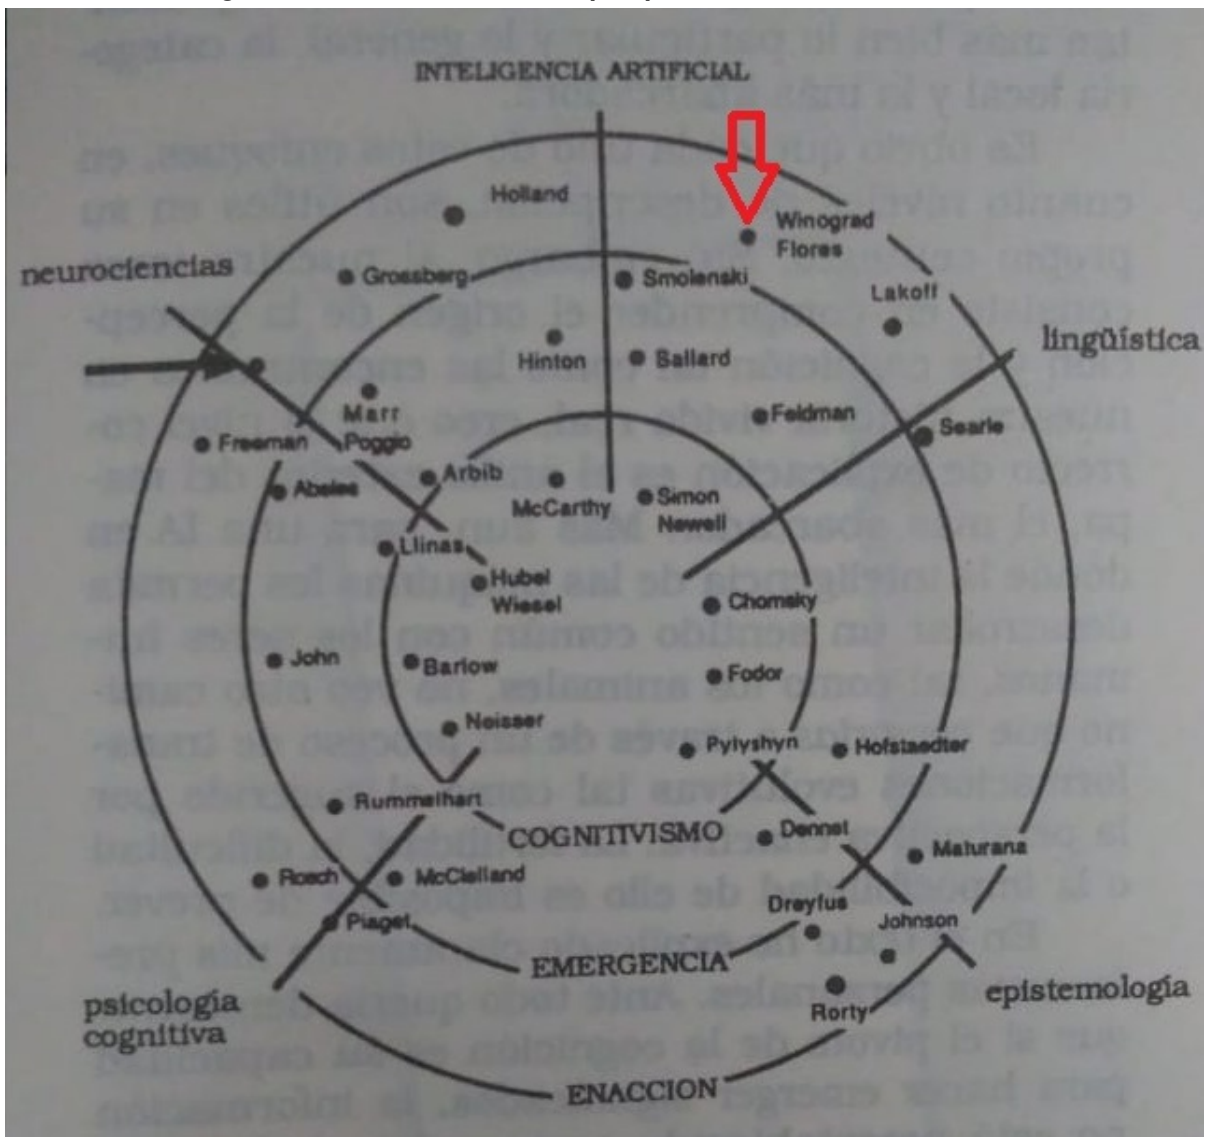 INTELIGENCIA ARTIFICIAL
Holland
Winograd
Flores
neurociencias
Grossberg
Smolenski
Lakoff
lingüística
Hinton
Ballard
Marr
Poggio
Feldman
Searle
Freeman
Arbib
Abeles
McCarthy
Simon
Newell
Llinas
Hubel
Wiesel
Chomsky
John
Barlow
Fodor
Neisser
Pylyshyn
Hofstaedter
Rummelhart
COGNITIVISMO
Dennet
Maturana
Rosch
McClelland
Dreyfus
Piaget
Johnson
EMERGENCIA
psicología
cognitiva
epistemología
Rorty
ENACCION